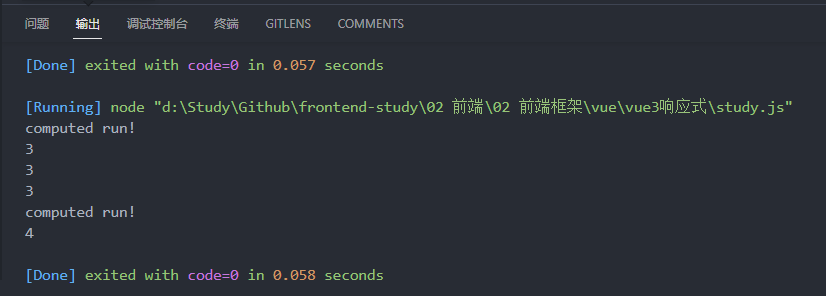 问题 输出 调试控制台 终端 GITLENS COMMENTS
[Done] exited with code=0 in 0.057 seconds
[Running] node "d:\Study\Github\frontend-study\02 前端\02 前端框架\vue\vue3响应式\study.js"
computed run!
3
3
3
computed run!
4
[Done] exited with code=0 in 0.058 seconds